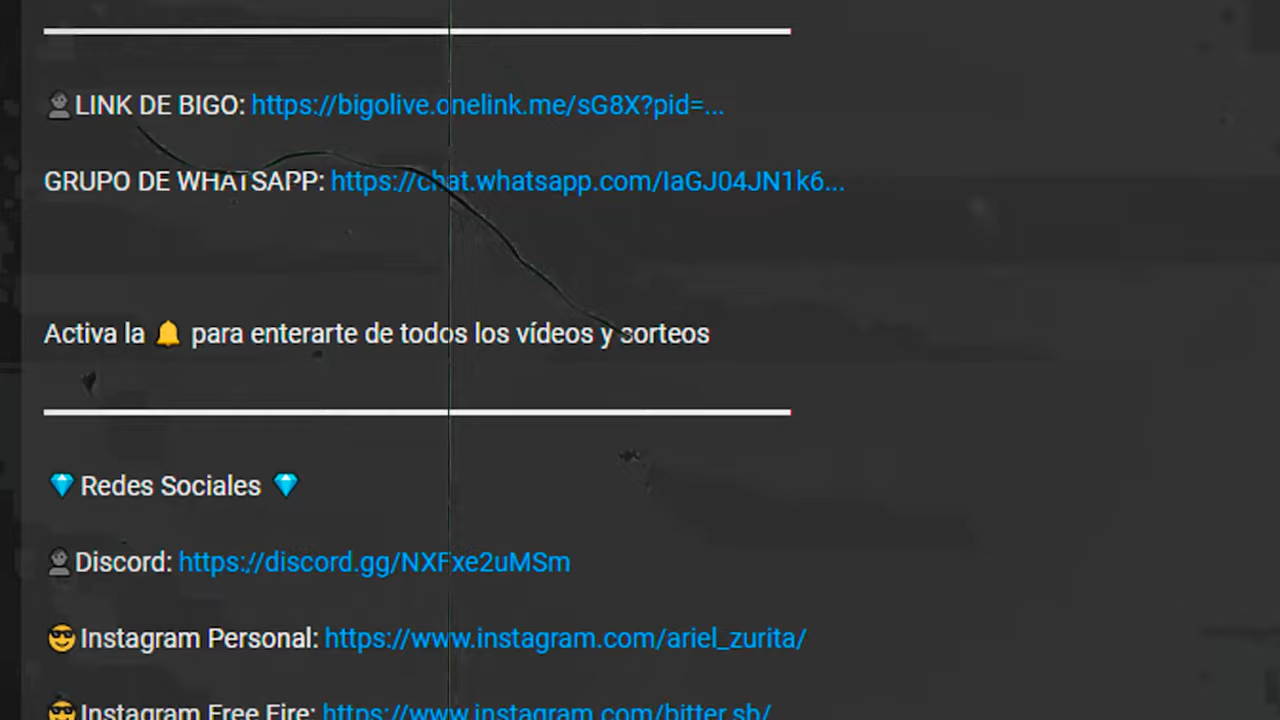 👤LINK DE BIGO: https://bigolive.onelink.me/sG8X?pid=...
GRUPO DE WHATSAPP: https://chat.whatsapp.com/IaGJ04JN1k6...
Activa la 🔔 para enterarte de todos los vídeos y sorteos
💎 Redes Sociales 💎
👤Discord: https://discord.gg/NXFxe2uMSm
😎Instagram Personal: https://www.instagram.com/ariel_zurita/
😎Instagram Free Fire: https://www.instagram.com/bitter.sb/